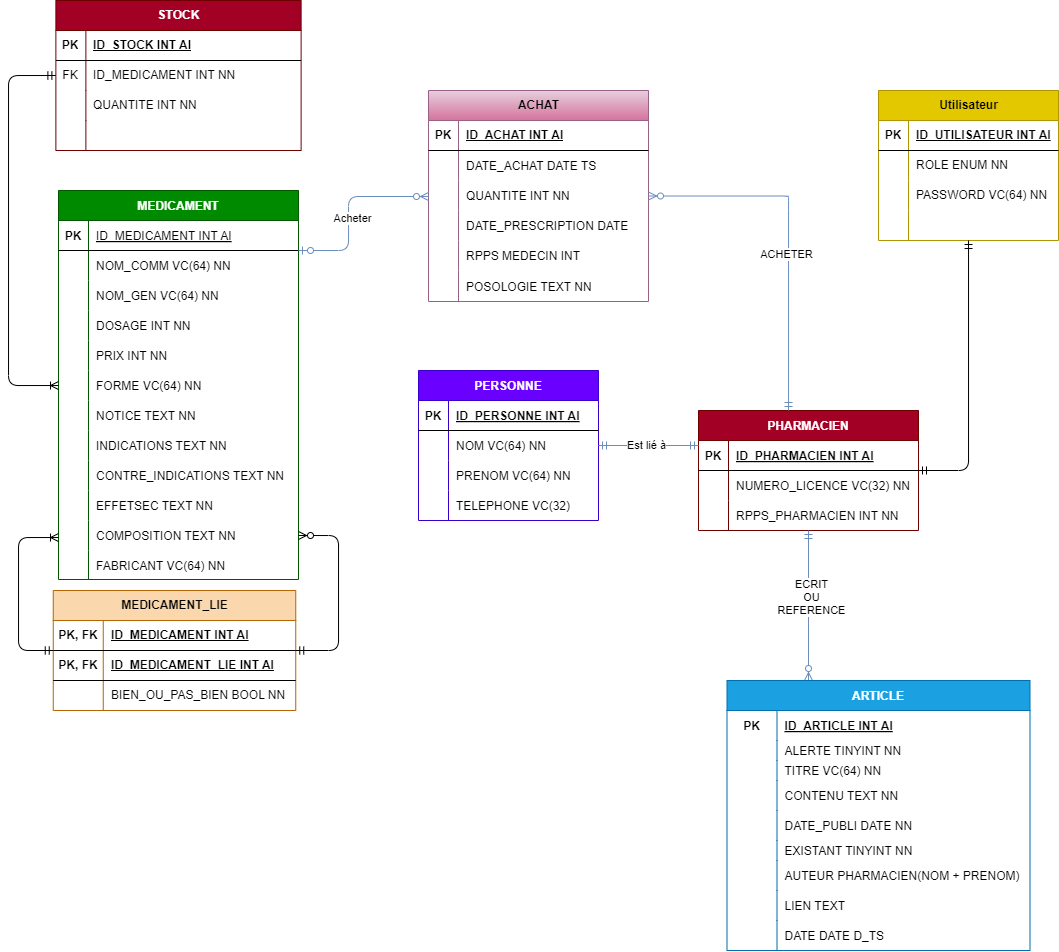 STOCK
PK ID_STOCK INT AI
FK ID_MEDICAMENT INT NN
QUANTITE INT NN
MEDICAMENT
PK ID_MEDICAMENT INT AI
NOM_COMM VC(64) NN
NOM_GEN VC(64) NN
DOSAGE INT NN
PRIX INT NN
FORME VC(64) NN
NOTICE TEXT NN
INDICATIONS TEXT NN
CONTRE_INDICATIONS TEXT NN
EFFETSEC TEXT NN
COMPOSITION TEXT NN
FABRICANT VC(64) NN
MEDICAMENT_LIE
PK, FK ID_MEDICAMENT INT AI
PK, FK ID_MEDICAMENT_LIE INT AI
BIEN_OU_PAS_BIEN BOOL NN
Acheter
ACHAT
PK ID_ACHAT INT AI
DATE_ACHAT DATE TS
QUANTITE INT NN
DATE_PRESCRIPTION DATE
RPPS MEDECIN INT
POSOLOGIE TEXT NN
ACHETER
Utilisateur
PK ID_UTILISATEUR INT AI
ROLE ENUM NN
PASSWORD VC(64) NN
PERSONNE
PK ID_PERSONNE INT AI
NOM VC(64) NN
PRENOM VC(64) NN
TELEPHONE VC(32)
Est lié à
PHARMACIEN
PK ID_PHARMACIEN INT AI
NUMERO_LICENCE VC(32) NN
RPPS_PHARMACIEN INT NN
ECRIT
OU
REFERENCE
ARTICLE
PK ID_ARTICLE INT AI
ALERTE TINYINT NN
TITRE VC(64) NN
CONTENU TEXT NN
DATE_PUBLI DATE NN
EXISTANT TINYINT NN
AUTEUR PHARMACIEN(NOM + PRENOM)
LIEN TEXT
DATE DATE D_TS